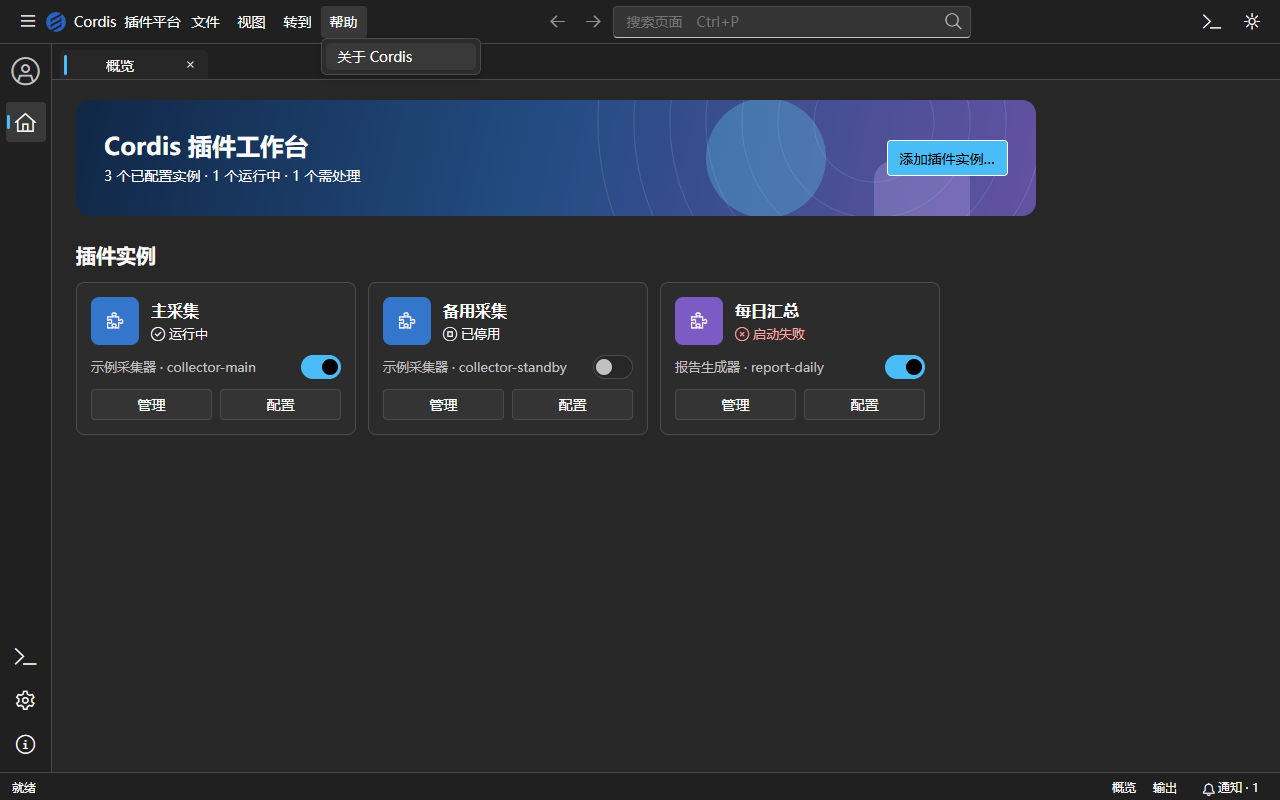 Cordis 插件平台 文件 视图 转到 帮助 搜索页面 Ctrl+P
关于 Cordis
概览
Cordis 插件工作台
3 个已配置实例 · 1 个运行中 · 1 个需处理
添加插件实例...
插件实例
主采集
运行中
示例采集器 · collector-main
管理 配置
备用采集
已停用
示例采集器 · collector-standby
管理 配置
每日汇总
启动失败
报告生成器 · report-daily
管理 配置
就绪 概览 输出 通知 · 1